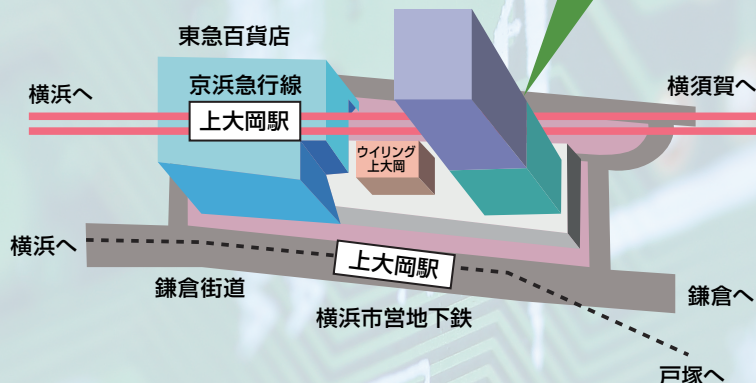 東急百貨店
京浜急行線
横浜へ
横須賀へ
上大岡駅
ウイリング
上大岡
横浜へ
上大岡駅
鎌倉街道
横浜市営地下鉄
鎌倉へ
戸塚へ